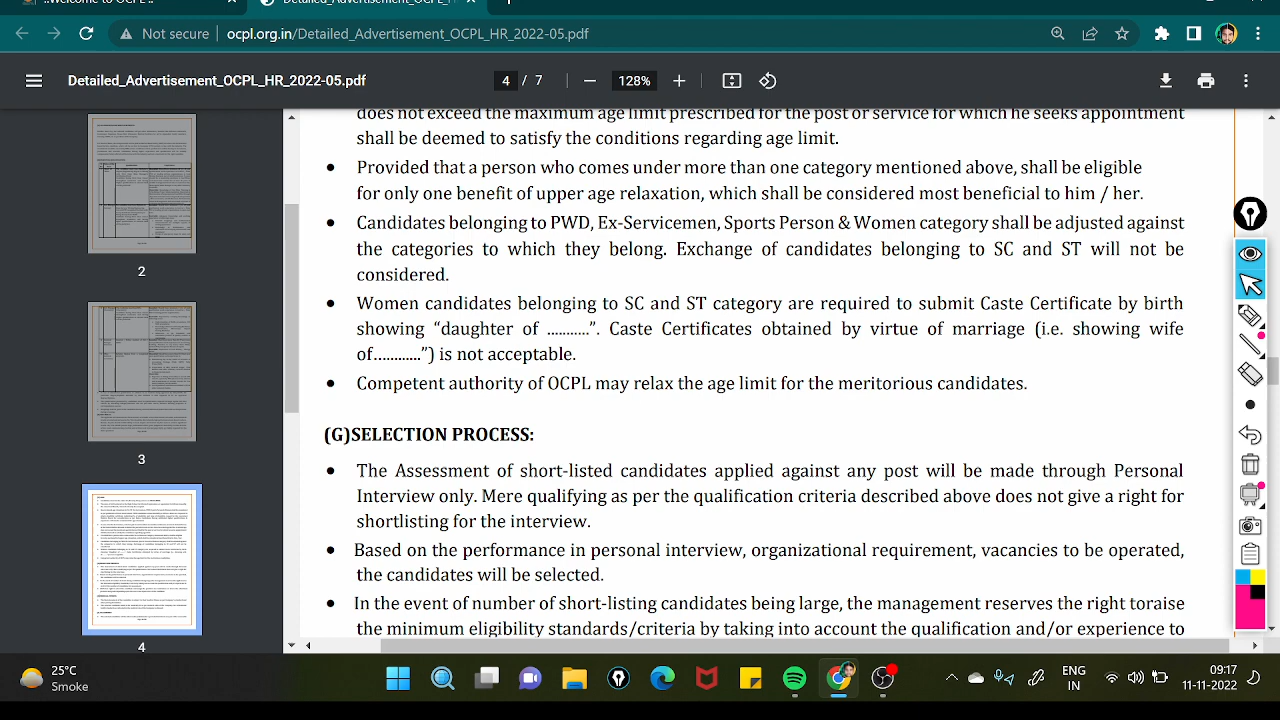 ..Welcome to OCPL ..
Detailed_Advertisement_OCPL_H
Not secure
ocpl.org.in/Detailed_Advertisement_OCPL_HR_2022-05.pdf
Detailed_Advertisement_OCPL_HR_2022-05.pdf
4 / 7
128%
does not exceed the maximum age limit prescribed for the post or service for which he seeks appointment
shall be deemed to satisfy the conditions regarding age limit.
Provided that a person who comes under more than one category mentioned above, shall be eligible
for only one benefit of upper age relaxation, which shall be considered most beneficial to him / her.
Candidate belonging to PWD, Ex-Servicemen, Sports Person & Women category shall be adjusted against
the categories to which they belong. Exchange of candidates belonging to SC and ST will not be
considered.
Women candidates belonging to SC and ST category are required to submit Caste Certificate by birth
showing "daughter of ..........". Caste Certificates obtained by virtue of marriage (i.e. showing wife
of............") is not acceptable.
Competent authority of OCPL may relax the age limit for the meritorious candidates.
(G)SELECTION PROCESS:
The Assessment of short-listed candidates applied against any post will be made through Personal
Interview only. Mere qualifying as per the qualification criteria described above does not give a right for
shortlisting for the interview.
Based on the performance in personal interview, organizational requirement, vacancies to be operated,
the candidates will be selected.
In the event of number of short-listing candidates being large, the management reserves the right toraise
the minimum eligibility standards/criteria by taking into account the qualification and/or experience to
2
3
4
25°C
Smoke
ENG
IN
09:17
11-11-2022